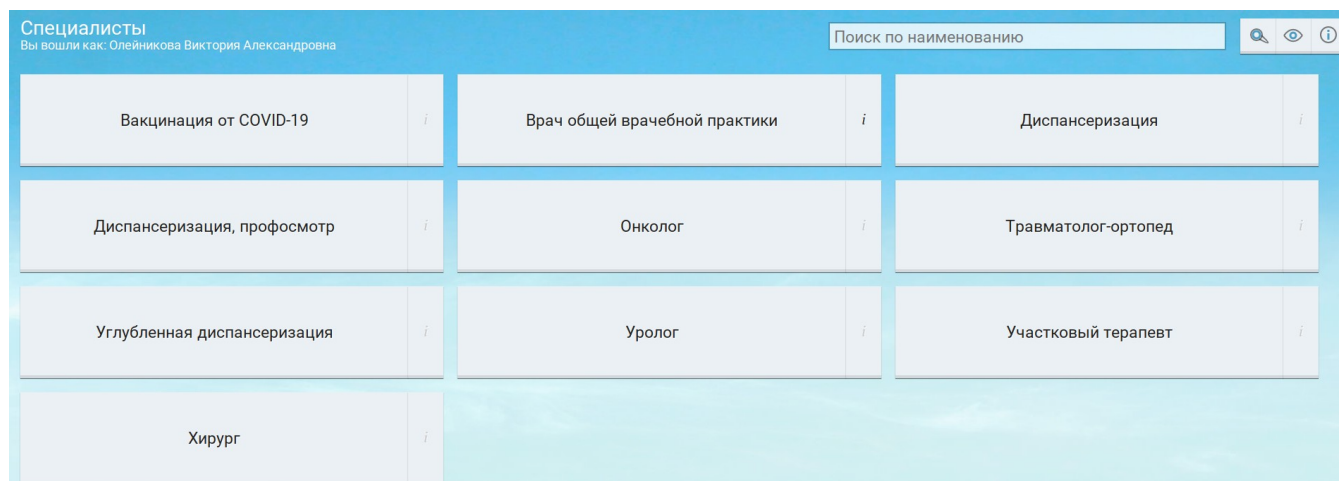 Специалисты
Вы вошли как: Олейникова Виктория Александровна
Поиск по наименованию
Вакцинация от COVID-19 i
Врач общей врачебной практики i
Диспансеризация i
Диспансеризация, профосмотр i
Онколог i
Травматолог-ортопед i
Углубленная диспансеризация i
Уролог i
Участковый терапевт i
Хирург i